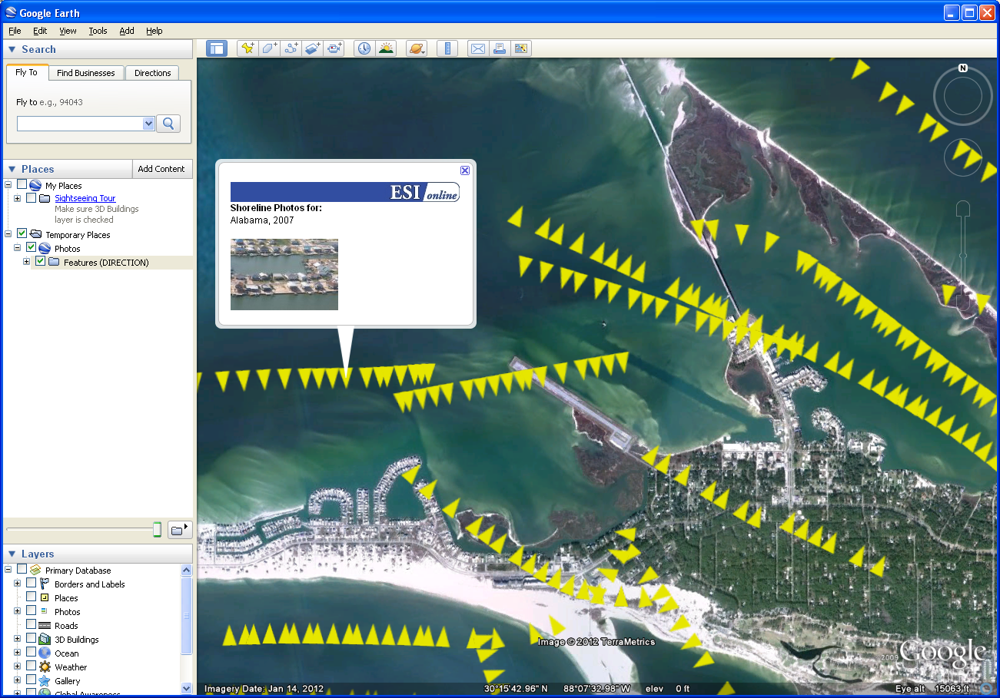 Google Earth
File Edit View Tools Add Help
Search
Fly To Find Businesses Directions
Fly to e.g., 94043
Places Add Content
My Places
Sightseeing Tour
Make sure 3D Buildings
layer is checked
Temporary Places
Photos
Features (DIRECTION)
Layers
Primary Database
Borders and Labels
Places
Photos
Roads
3D Buildings
Ocean
Weather
Gallery
Global Awareness
N
ESI online
Shoreline Photos for:
Alabama, 2007
Image © 2012 TerraMetrics
2009 Google
Imagery Date: Jan 14, 2012 30°15'42.96" N 88°07'32.98" W elev 0 ft Eye alt 15063 ft